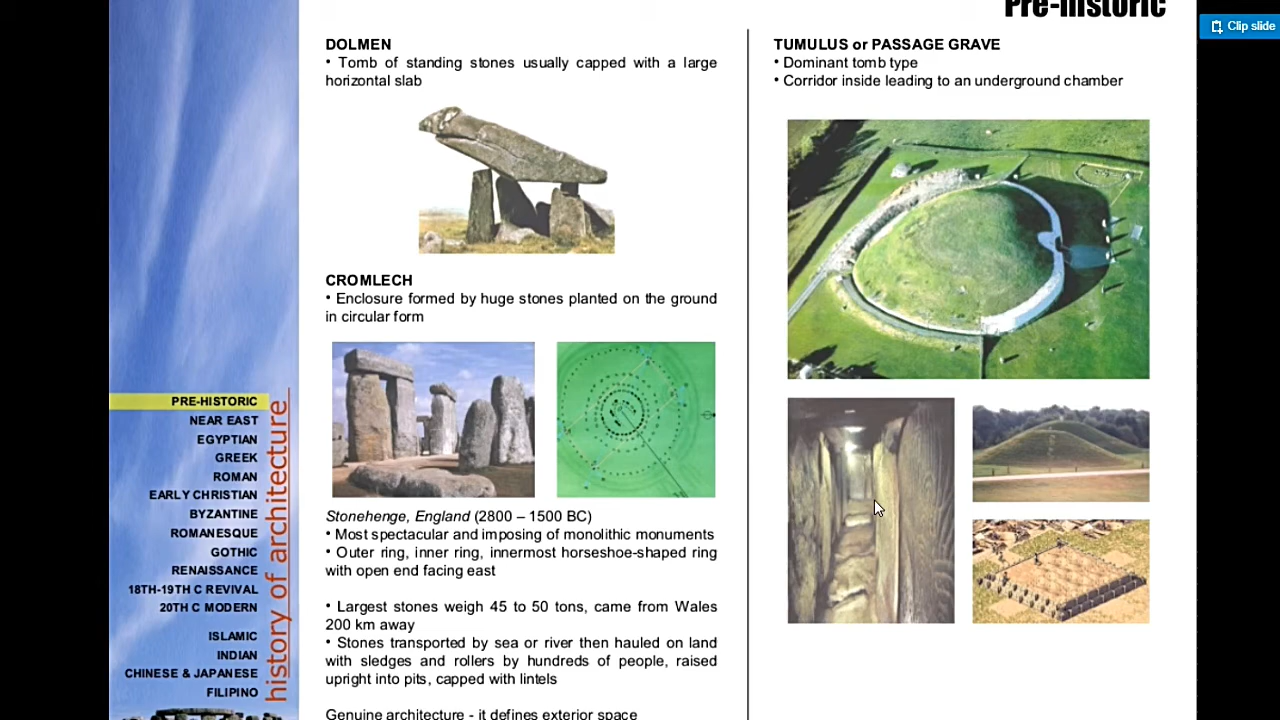 Pre-historic
Clip slide
DOLMEN
• Tomb of standing stones usually capped with a large
horizontal slab
CROMLECH
• Enclosure formed by huge stones planted on the ground
in circular form
Stonehenge, England (2800 – 1500 BC)
• Most spectacular and imposing of monolithic monuments
• Outer ring, inner ring, innermost horseshoe-shaped ring
with open end facing east
• Largest stones weigh 45 to 50 tons, came from Wales
200 km away
• Stones transported by sea or river then hauled on land
with sledges and rollers by hundreds of people, raised
upright into pits, capped with lintels
Genuine architecture - it defines exterior space
TUMULUS or PASSAGE GRAVE
• Dominant tomb type
• Corridor inside leading to an underground chamber
PRE-HISTORIC
NEAR EAST
EGYPTIAN
GREEK
ROMAN
EARLY CHRISTIAN
BYZANTINE
ROMANESQUE
GOTHIC
RENAISSANCE
18TH-19TH C REVIVAL
20TH C MODERN
ISLAMIC
INDIAN
CHINESE & JAPANESE
FILIPINO
history of architecture